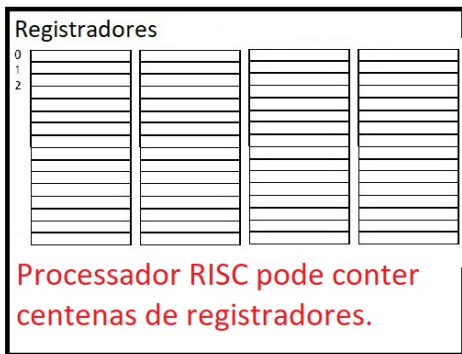 Registradores
0
1
2
Processador RISC pode conter
centenas de registradores.